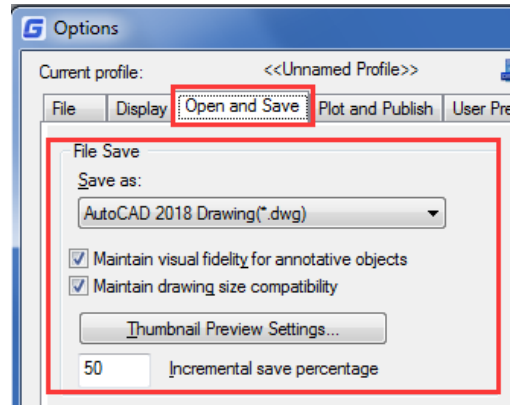 Options
Current profile: <<Unnamed Profile>>
File Display Open and Save Plot and Publish User Pre
File Save
Save as:
AutoCAD 2018 Drawing(*.dwg)
Maintain visual fidelity for annotative objects
Maintain drawing size compatibility
Thumbnail Preview Settings...
50 Incremental save percentage